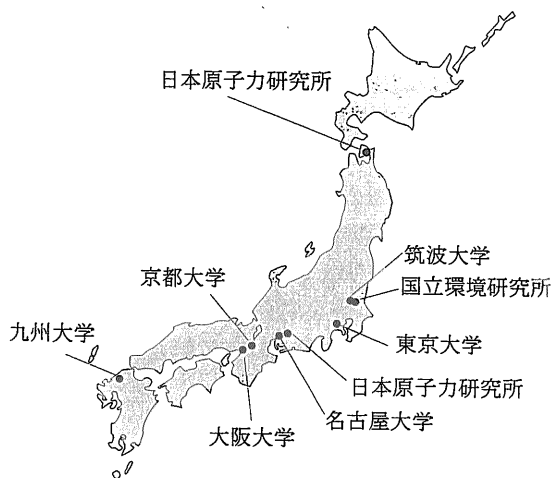 日本原子力研究所
筑波大学
国立環境研究所
京都大学
九州大学
東京大学
日本原子力研究所
名古屋大学
大阪大学